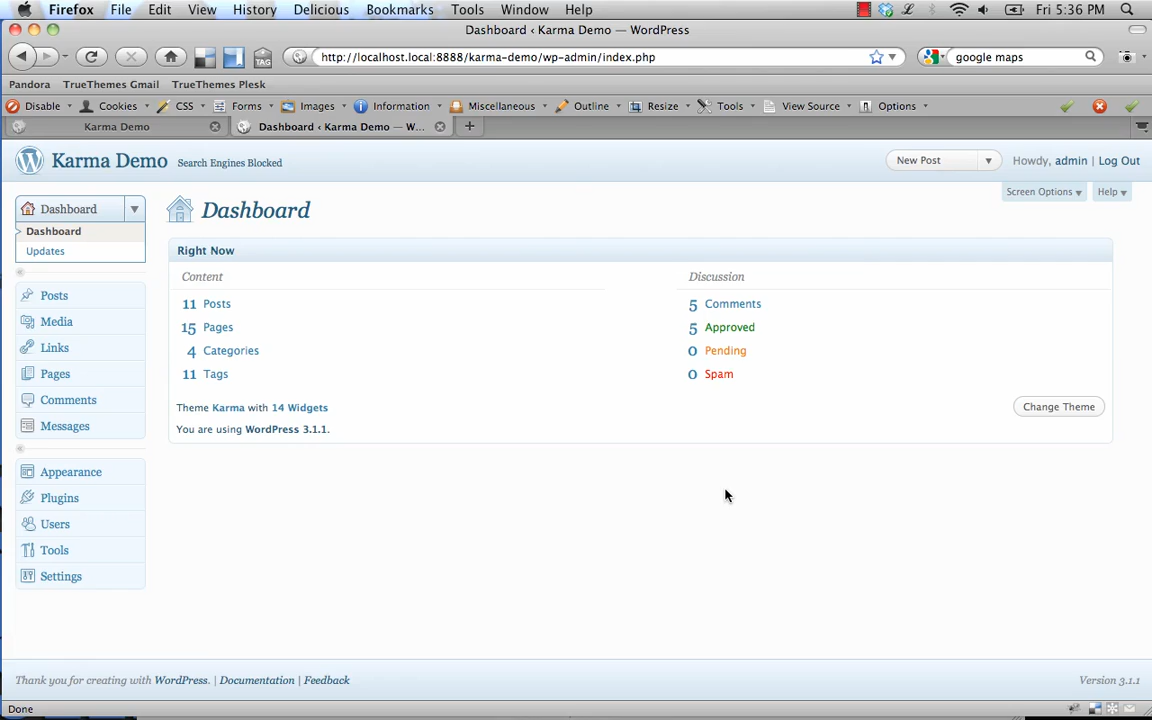 Firefox File Edit View History Delicious Bookmarks Tools Window Help Fri 5:36 PM
Dashboard ‹ Karma Demo — WordPress
http://localhost.local:8888/karma-demo/wp-admin/index.php google maps
TAG
Pandora TrueThemes Gmail TrueThemes Plesk
Disable Cookies CSS Forms Images Information Miscellaneous Outline Resize Tools View Source Options
Karma Demo Dashboard ‹ Karma Demo — W...
Karma Demo Search Engines Blocked New Post Howdy, admin | Log Out
Screen Options Help
Dashboard
Dashboard
Updates
Posts
Media
Links
Pages
Comments
Messages
Appearance
Plugins
Users
Tools
Settings
Dashboard
Right Now
Content Discussion
11 Posts 5 Comments
15 Pages 5 Approved
4 Categories 0 Pending
11 Tags 0 Spam
Theme Karma with 14 Widgets Change Theme
You are using WordPress 3.1.1.
Thank you for creating with WordPress. | Documentation | Feedback Version 3.1.1
Done